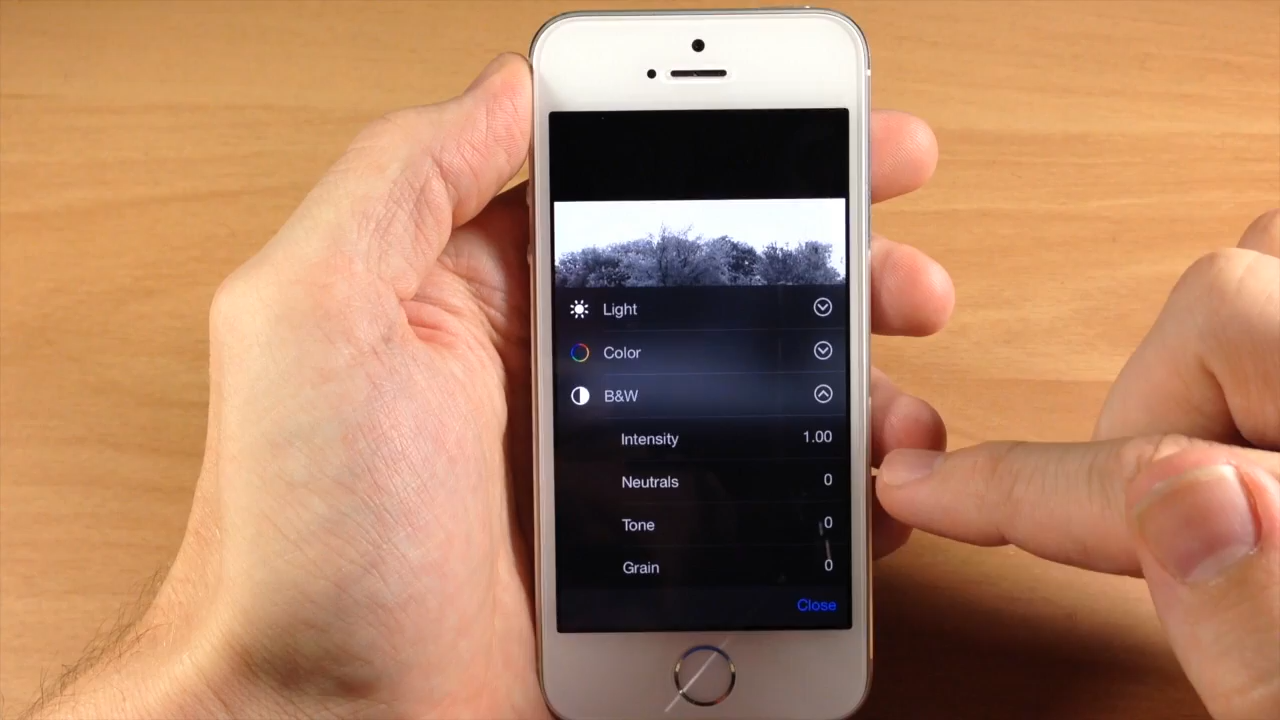 Light
Color
B&W
Intensity 1.00
Neutrals 0
Tone 0
Grain 0
Close